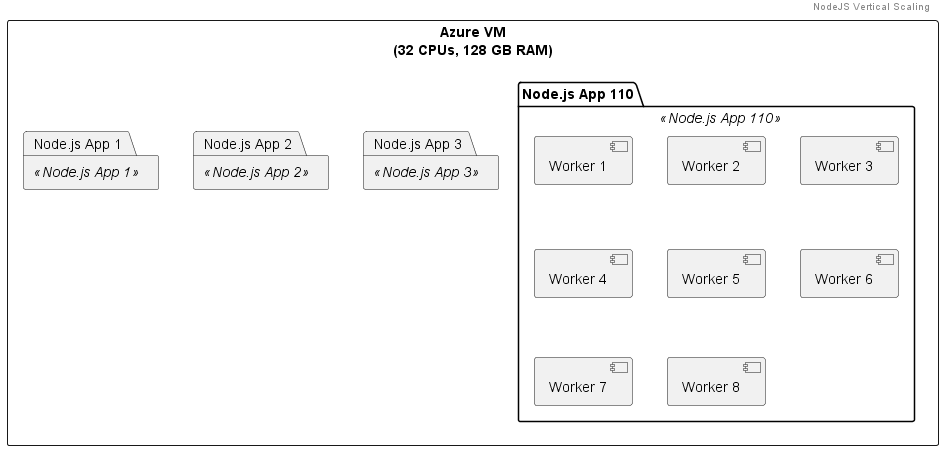 NodeJS Vertical Scaling
Azure VM
(32 CPUs, 128 GB RAM)
Node.js App 1
«Node.js App 1»
Node.js App 2
«Node.js App 2»
Node.js App 3
«Node.js App 3»
Node.js App 110
«Node.js App 110»
Worker 1
Worker 2
Worker 3
Worker 4
Worker 5
Worker 6
Worker 7
Worker 8